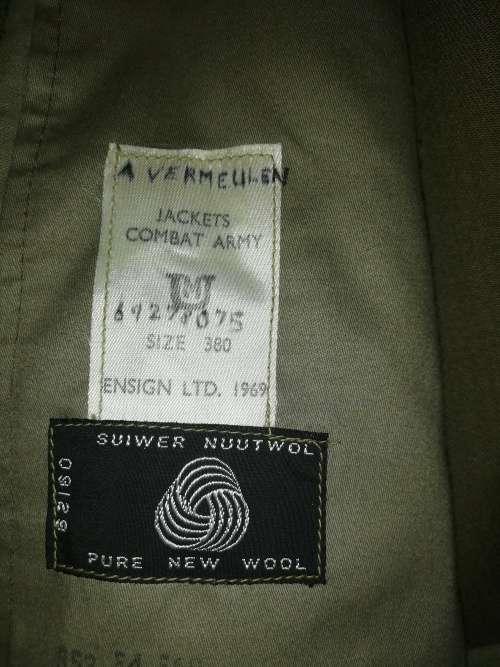 A VERMEULEN
JACKETS
COMBAT ARMY
SIZE 380
ENSIGN LTD. 1969
SUIWER NUUTWOL
82180
PURE NEW WOOL